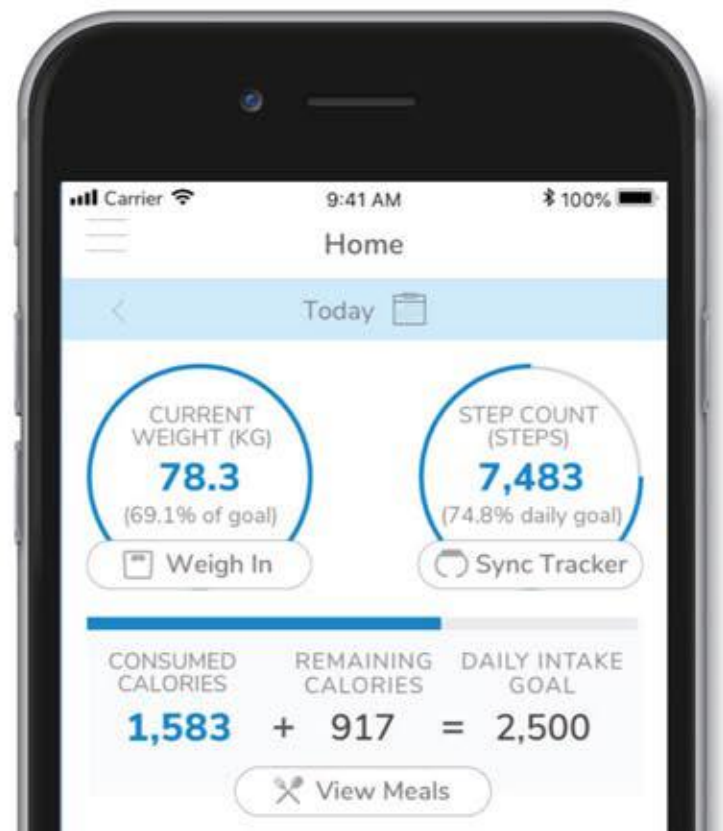 Carrier 9:41 AM 100%
Home
Today
CURRENT
WEIGHT (KG)
78.3
(69.1% of goal)
Weigh In
STEP COUNT
(STEPS)
7,483
(74.8% daily goal)
Sync Tracker
CONSUMED
CALORIES
1,583
+
REMAINING
CALORIES
917
=
DAILY INTAKE
GOAL
2,500
View Meals